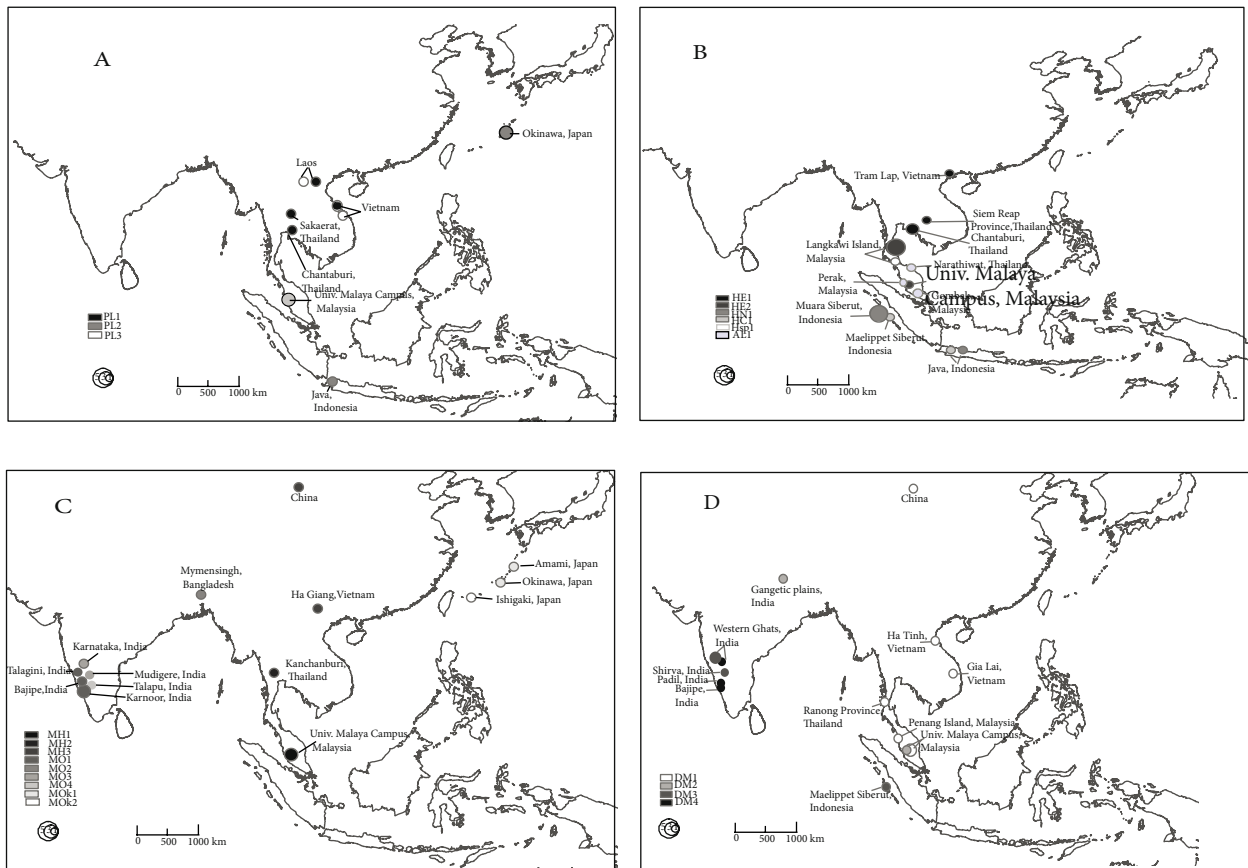 A
Okinawa, Japan
Laos
Vietnam
Sakaerat,
Thailand
Chantaburi,
Thailand
Univ. Malaya Campus,
Malaysia
PL1
PL2
PL3
0 500 1000 km
Java,
Indonesia
B
Tram Lap, Vietnam
Siem Reap
Province,Thailand
Chantaburi,
Thailand
Langkawi Island,
Malaysia
Narathiwat, Thailand
Univ. Malaya
Campus, Malaysia
Perak,
Malaysia
Malaysia
Muara Siberut,
Indonesia
Maelippet Siberut,
Indonesia
Java, Indonesia
HE1
HE2
HN1
HC1
Hsp1
AE1
0 500 1000 km
C
China
Mymensingh,
Bangladesh
Ha Giang,Vietnam
Amami, Japan
Okinawa, Japan
Ishigaki, Japan
Karnataka, India
Talagini, India
Mudigere, India
Talapu, India
Bajipe,India
Karnoor, India
Kanchanburi,
Thailand
Univ. Malaya Campus,
Malaysia
MH1
MH2
MH3
MO1
MO2
MO3
MO4
MOk1
MOk2
0 500 1000 km
D
China
Gangetic plains,
India
Western Ghats,
India
Ha Tinh,
Vietnam
Gia Lai,
Vietnam
Shirva, India
Padil, India
Bajipe,
India
Ranong Province,
Thailand
Penang Island, Malaysia
Univ. Malaya Campus,
Malaysia
Maelippet Siberut,
Indonesia
DM1
DM2
DM3
DM4
0 500 1000 km